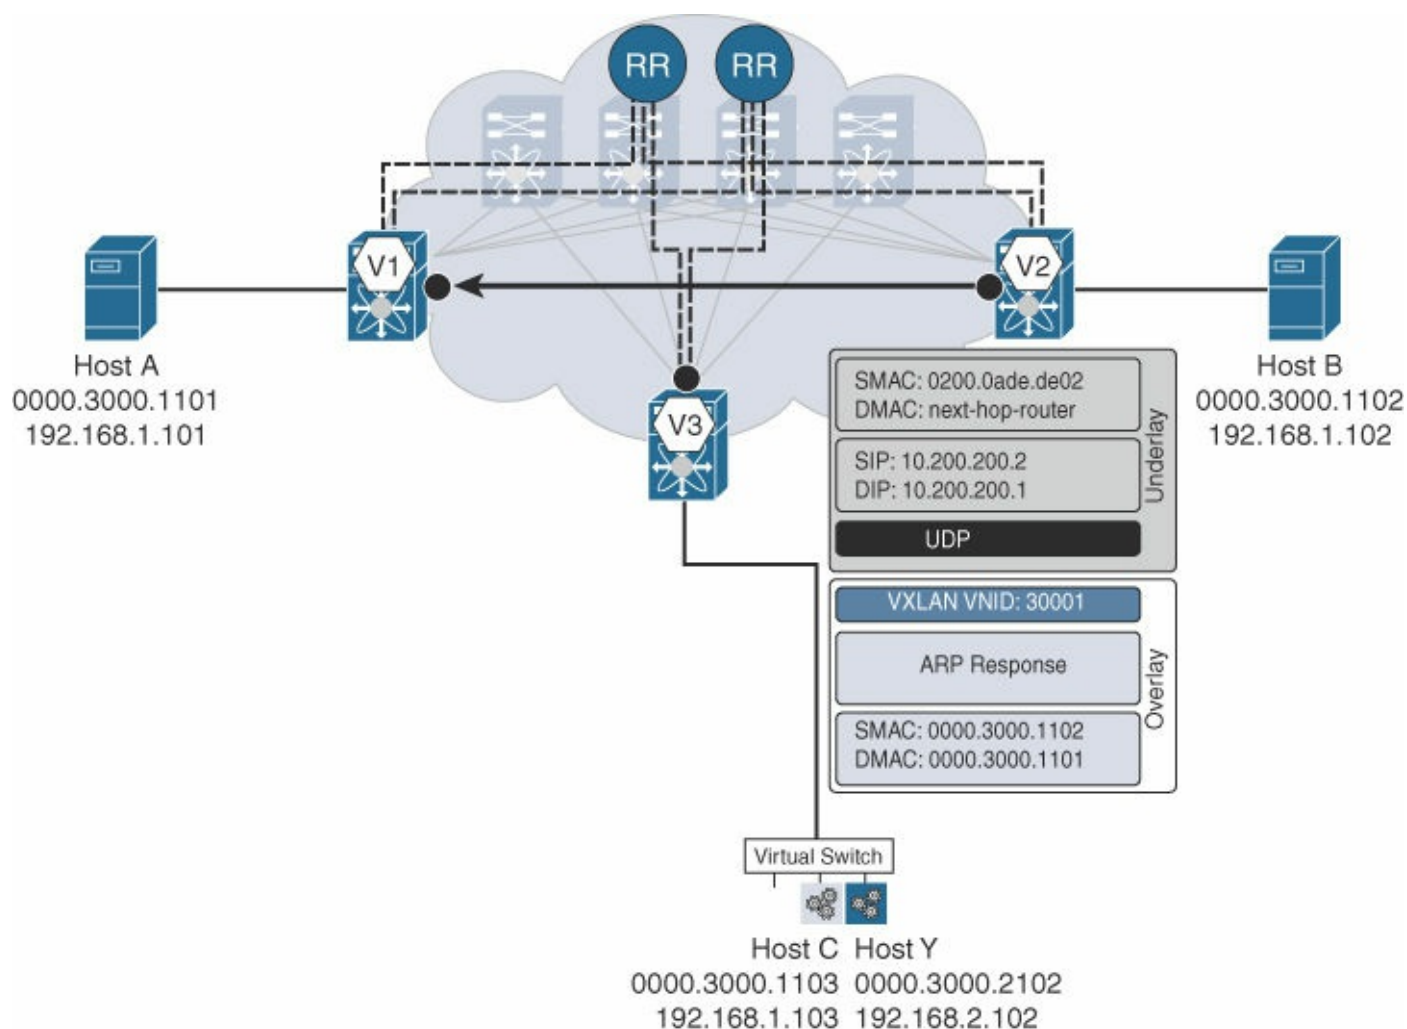 RR RR
V1
V2
V3
Host A
0000.3000.1101
192.168.1.101
Host B
0000.3000.1102
192.168.1.102
SMAC: 0200.0ade.de02
DMAC: next-hop-router
SIP: 10.200.200.2
DIP: 10.200.200.1
UDP
Underlay
VXLAN VNID: 30001
ARP Response
SMAC: 0000.3000.1102
DMAC: 0000.3000.1101
Overlay
Virtual Switch
Host C Host Y
0000.3000.1103 0000.3000.2102
192.168.1.103 192.168.2.102